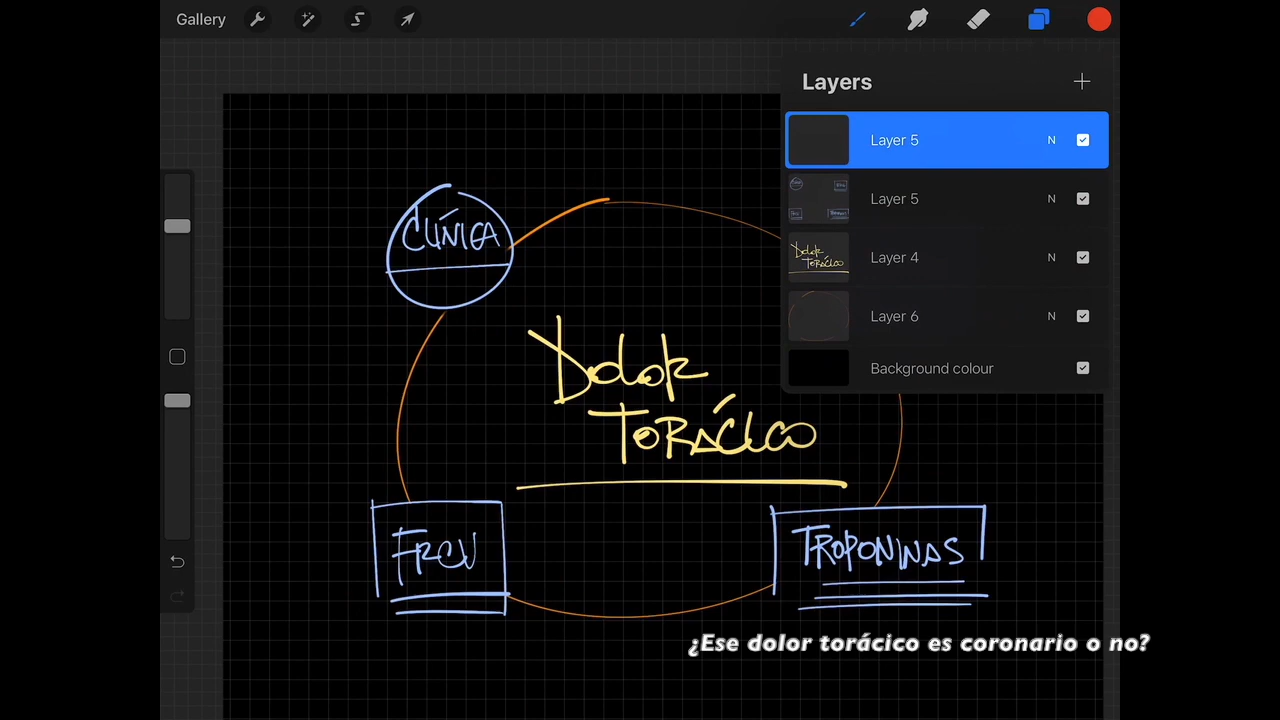 Gallery
Layers
Layer 5
N
Layer 5
N
Layer 4
N
Layer 6
N
Background colour
CLÍNICA
Dolor
TORÁCICO
FRCV
TROPONINAS
¿Ese dolor torácico es coronario o no?